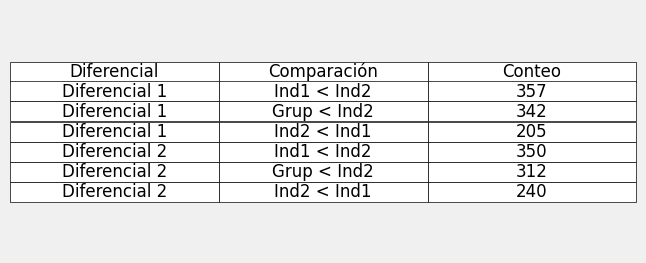 Diferencial Comparación Conteo
Diferencial 1 Ind1 < Ind2 357
Diferencial 1 Grup < Ind2 342
Diferencial 1 Ind2 < Ind1 205
Diferencial 2 Ind1 < Ind2 350
Diferencial 2 Grup < Ind2 312
Diferencial 2 Ind2 < Ind1 240